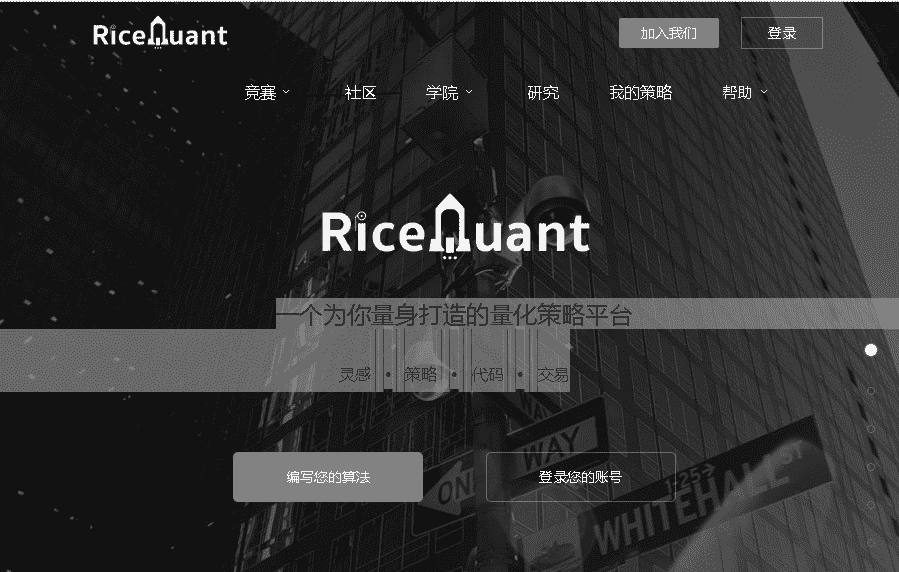 RiceQuant
加入我们
登录
竞赛
社区
学院
研究
我的策略
帮助
RiceQuant
一个为你量身打造的量化策略平台
灵感 • 策略 • 代码 • 交易
编写您的算法
登录您的账号
WAY
ONE WAY
1-25→
WHITEHALL ST